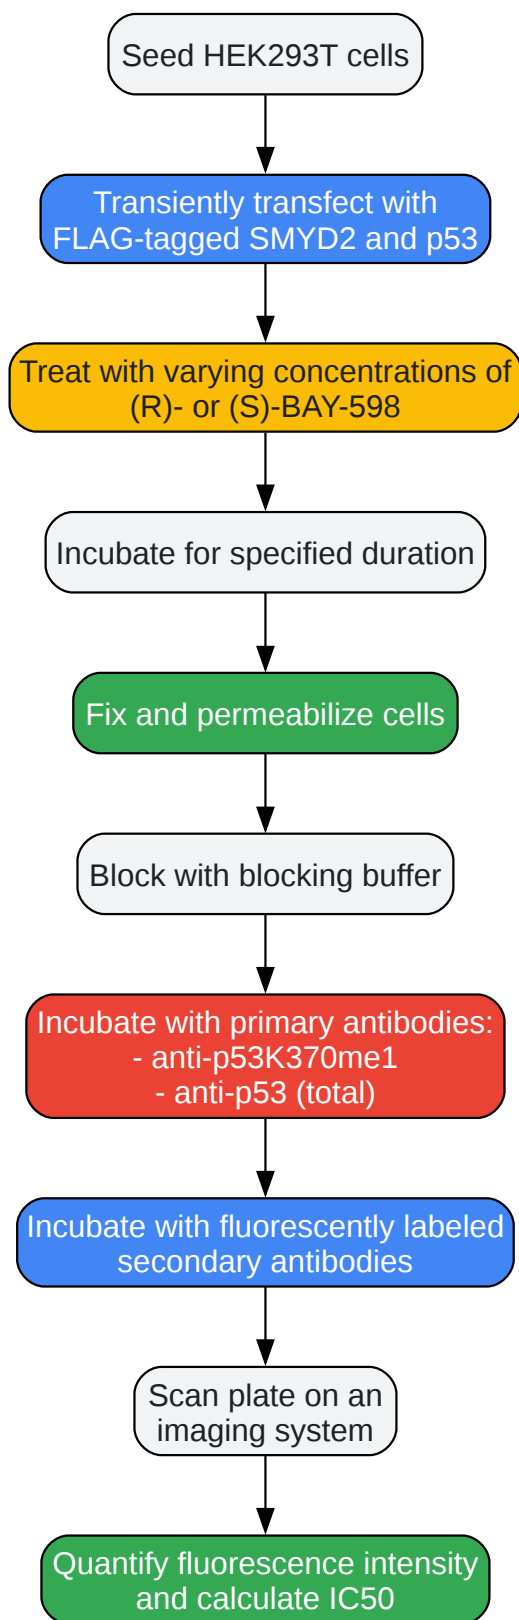 Seed HEK293T cells
Transiently transfect with
FLAG-tagged SMYD2 and p53
Treat with varying concentrations of
(R)- or (S)-BAY-598
Incubate for specified duration
Fix and permeabilize cells
Block with blocking buffer
Incubate with primary antibodies:
- anti-p53K370me1
- anti-p53 (total)
Incubate with fluorescently labeled
secondary antibodies
Scan plate on an
imaging system
Quantify fluorescence intensity
and calculate IC50